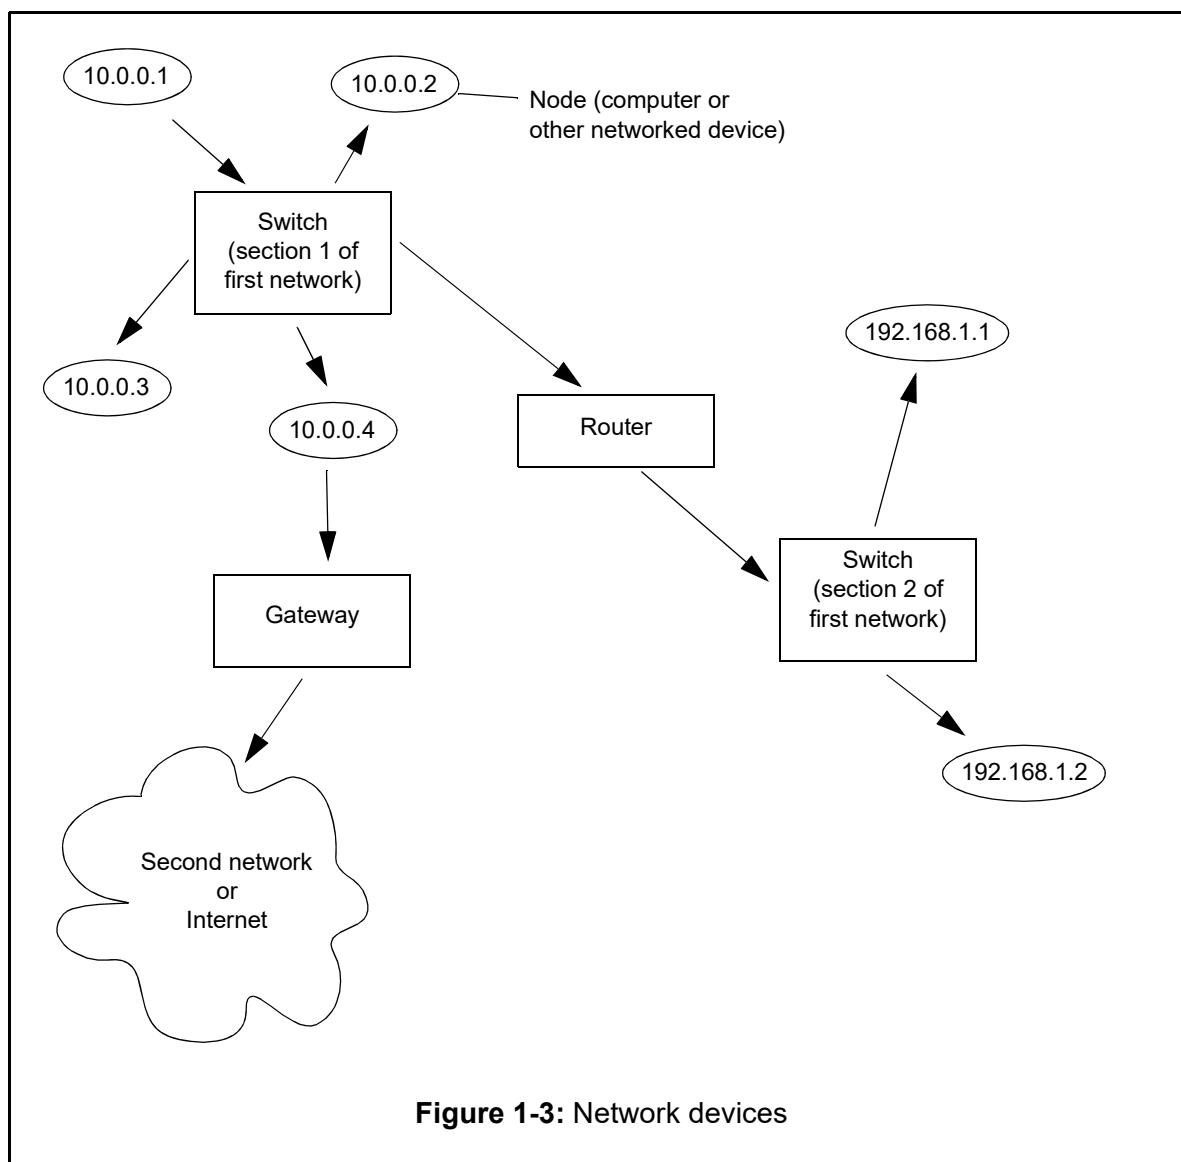 10.0.0.1
10.0.0.2
Node (computer or
other networked device)
Switch
(section 1 of
first network)
10.0.0.3
10.0.0.4
Router
192.168.1.1
Switch
(section 2 of
first network)
Gateway
192.168.1.2
Second network
or
Internet
Figure 1-3: Network devices